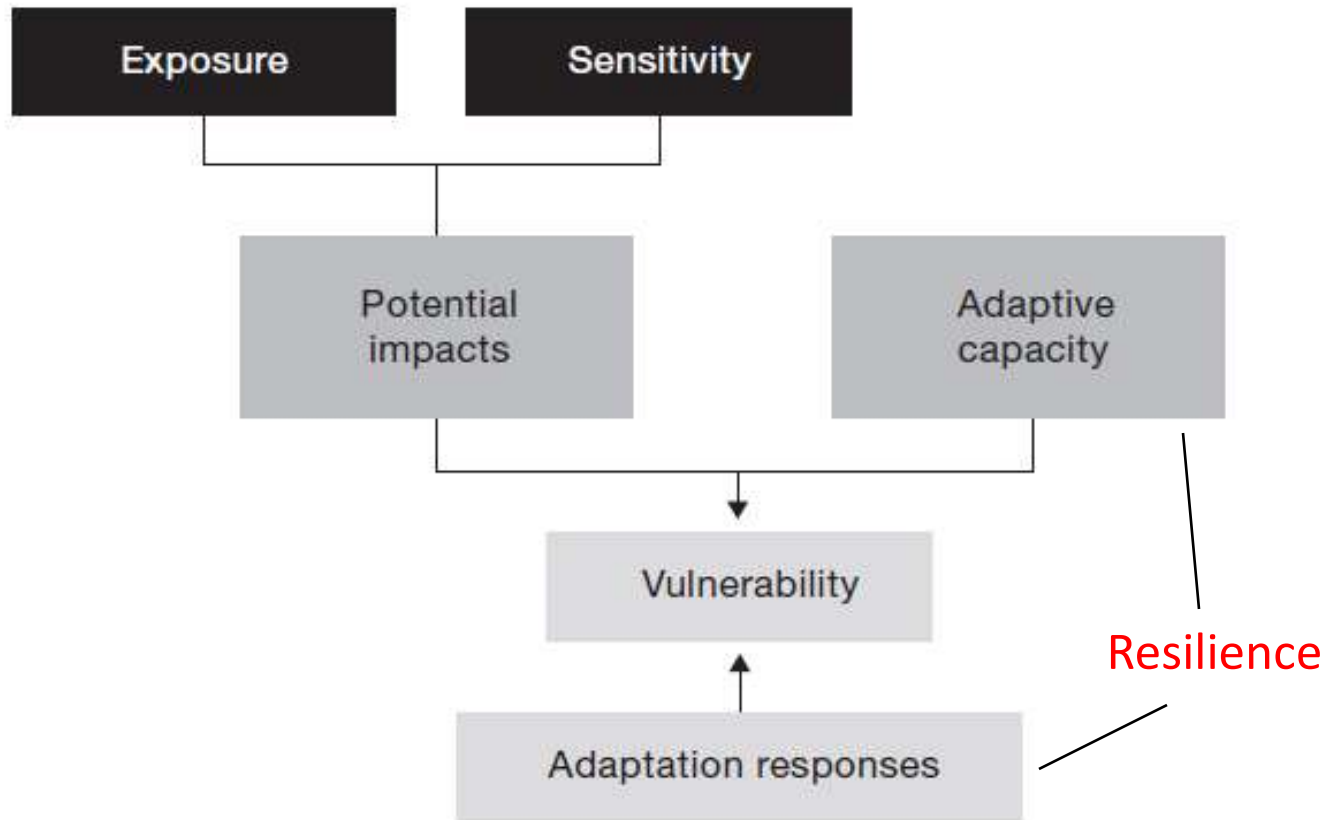 Exposure
Sensitivity
Potential
impacts
Adaptive
capacity
Vulnerability
Resilience
Adaptation responses